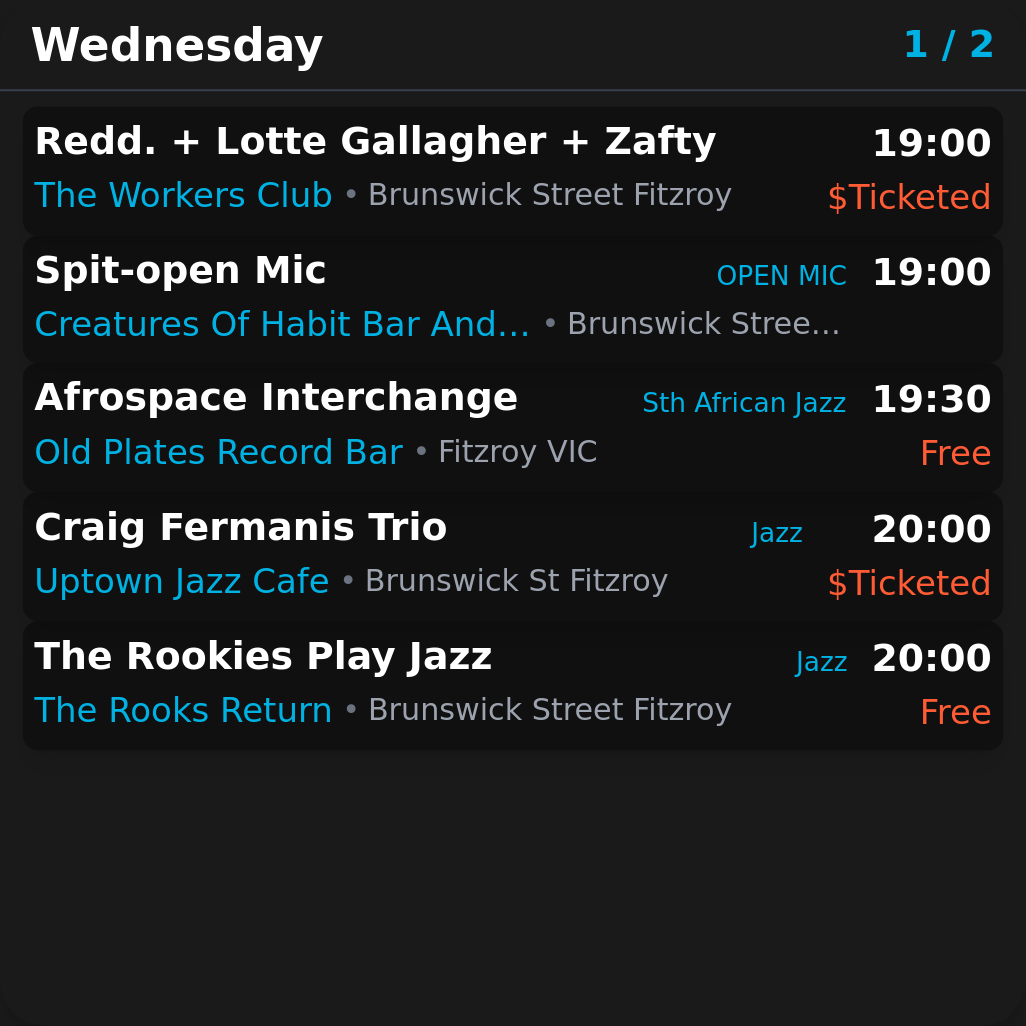 Wednesday 1 / 2
Redd. + Lotte Gallagher + Zafty 19:00
The Workers Club • Brunswick Street Fitzroy $Ticketed
Spit-open Mic OPEN MIC 19:00
Creatures Of Habit Bar And… • Brunswick Stree…
Afrospace Interchange Sth African Jazz 19:30
Old Plates Record Bar • Fitzroy VIC Free
Craig Fermanis Trio Jazz 20:00
Uptown Jazz Cafe • Brunswick St Fitzroy $Ticketed
The Rookies Play Jazz Jazz 20:00
The Rooks Return • Brunswick Street Fitzroy Free